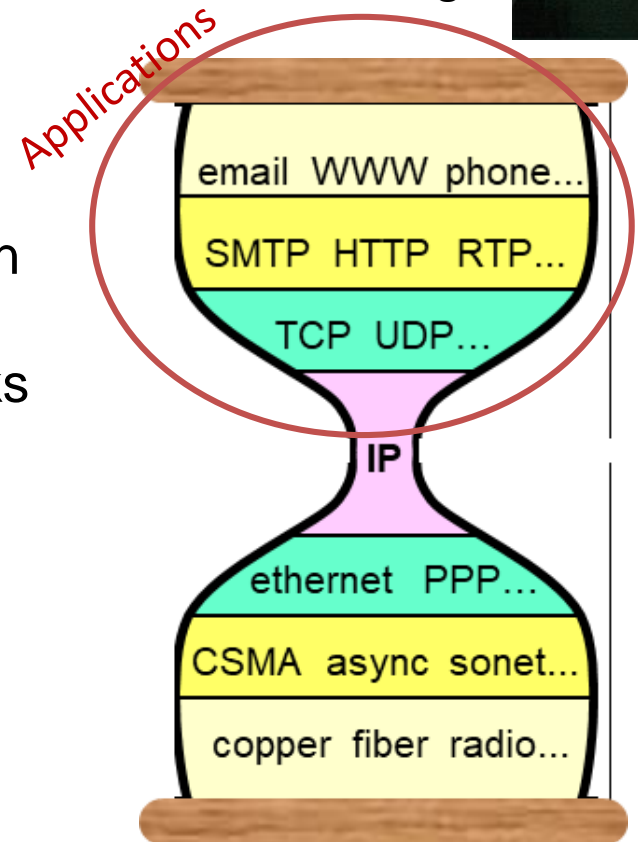 Applications
email WWW phone...
SMTP HTTP RTP...
TCP UDP...
IP
ethernet PPP...
CSMA async sonet...
copper fiber radio...